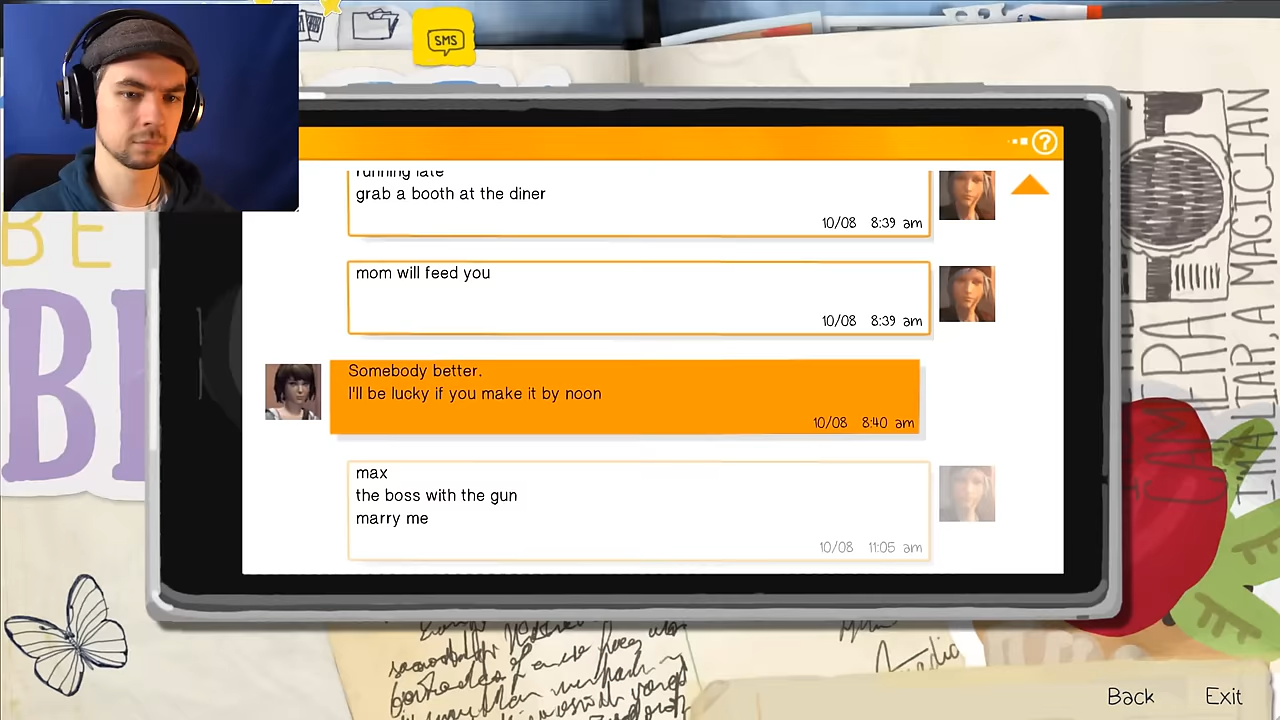 SMS
running late
grab a booth at the diner
10/08 8:39 am
mom will feed you
10/08 8:39 am
Somebody better.
I'll be lucky if you make it by noon
10/08 8:40 am
max
the boss with the gun
marry me
10/08 11:05 am
BE
Back
Exit